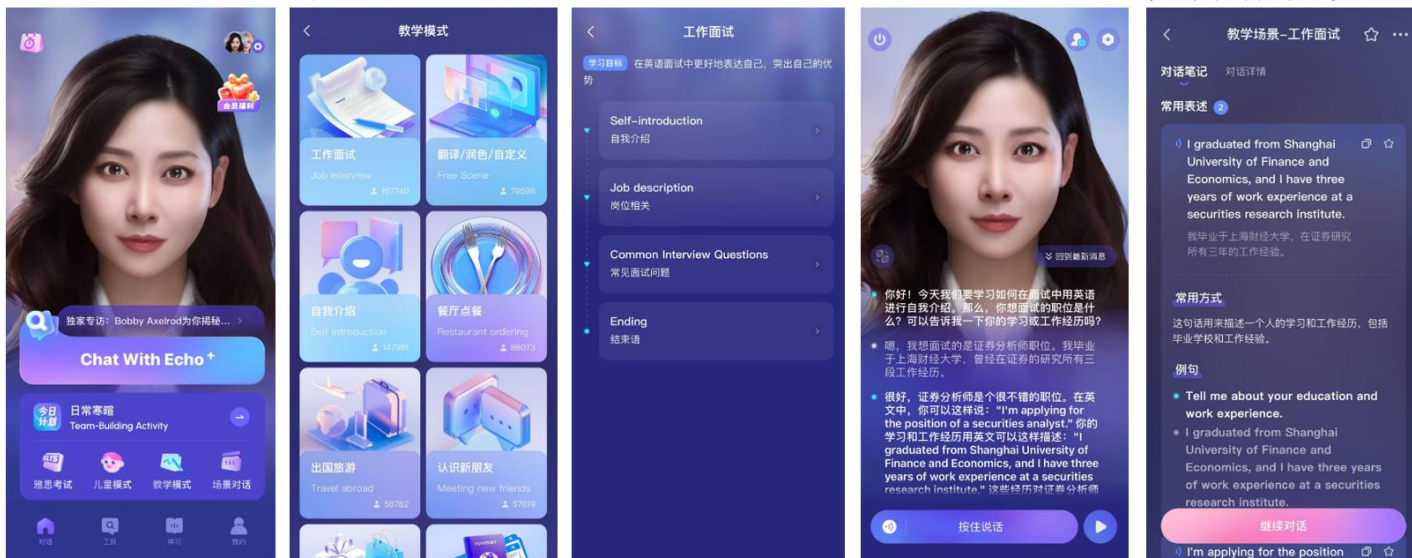 会员福利
独家专访：Bobby Axelrod为你揭秘...
Chat With Echo
今日
计划
日常寒暄
Team-Building Activity
雅思考试
儿童模式
教学模式
场景对话
对话
工具
学习
我的
教学模式
工作面试
Job Interview
157740
翻译/润色/自定义
Free Scene
79596
自我介绍
Self introduction
147981
餐厅点餐
Restaurant ordering
88073
出国旅游
Travel abroad
56782
认识新朋友
Meeting new friends
57619
工作面试
学习目标 在英语面试中更好地表达自己，突出自己的优
势
Self-introduction
自我介绍
Job description
岗位相关
Common Interview Questions
常见面试问题
Ending
结束语
回到最新消息
你好！今天我们要学习如何在面试中用英语
进行自我介绍。那么，你想面试的职位是什
么？可以告诉我一下你的学习或工作经历吗？
嗯，我想面试的是证券分析师职位。我毕业
于上海财经大学，曾经在证券的研究所有三
段工作经历。
很好，证券分析师是个很不错的职位。在英
文中，你可以这样说："I'm applying for
the position of a securities analyst." 你的
学习和工作经历用英文可以这样描述："I
graduated from Shanghai University of
Finance and Economics, and I have three
years of work experience at a securities
research institute." 这些经历对证券分析师
按住说话
教学场景-工作面试
对话笔记 对话详情
常用表述 2
I graduated from Shanghai
University of Finance and
Economics, and I have three
years of work experience at a
securities research institute.
我毕业于上海财经大学，在证券研究
所有三年的工作经验。
常用方式
这句话用来描述一个人的学习和工作经历，包括
毕业学校和工作经验。
例句
Tell me about your education and
work experience.
I graduated from Shanghai
University of Finance and
Economics, and I have three years
of work experience at a securities
research institute.
继续对话
I'm applying for the position